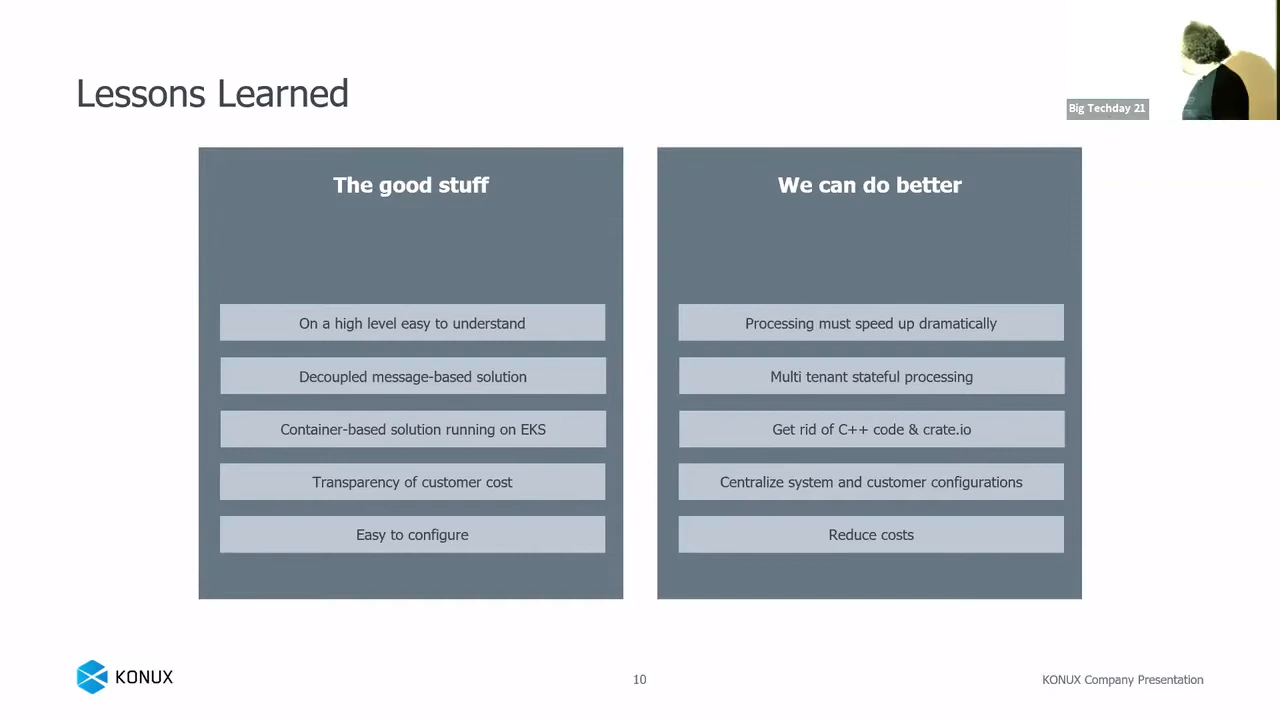 Lessons Learned
Big Techday 21
The good stuff
On a high level easy to understand
Decoupled message-based solution
Container-based solution running on EKS
Transparency of customer cost
Easy to configure
We can do better
Processing must speed up dramatically
Multi tenant stateful processing
Get rid of C++ code & crate.io
Centralize system and customer configurations
Reduce costs
KONUX
10
KONUX Company Presentation